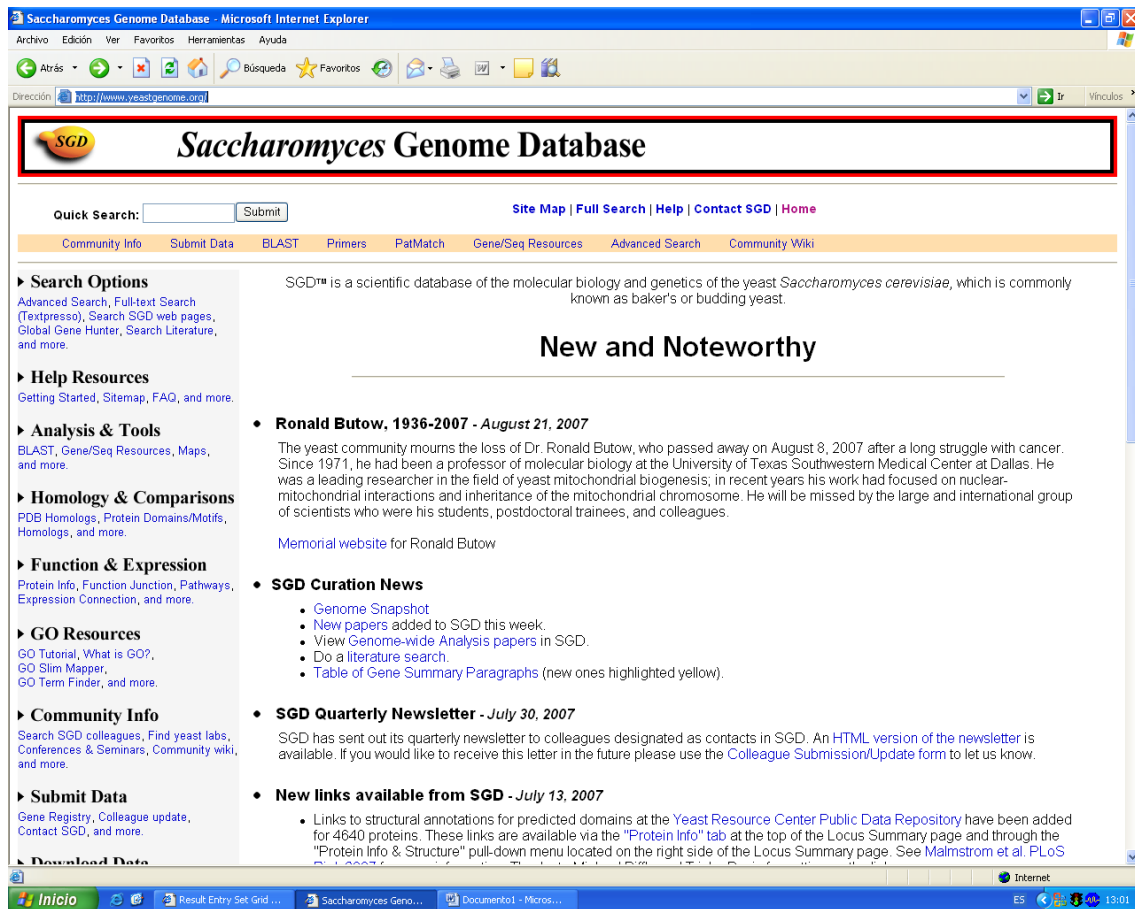 Saccharomyces Genome Database - Microsoft Internet Explorer
Archivo Edición Ver Favoritos Herramientas Ayuda
Atrás Búsqueda Favoritos
Dirección http://www.yeastgenome.org/ Ir Vínculos
SGD Saccharomyces Genome Database
Quick Search: Submit
Site Map | Full Search | Help | Contact SGD | Home
Community Info Submit Data BLAST Primers PatMatch Gene/Seq Resources Advanced Search Community Wiki
Search Options
Advanced Search, Full-text Search
(Textpresso), Search SGD web pages,
Global Gene Hunter, Search Literature,
and more.
Help Resources
Getting Started, Sitemap, FAQ, and more.
Analysis & Tools
BLAST, Gene/Seq Resources, Maps,
and more.
Homology & Comparisons
PDB Homologs, Protein Domains/Motifs,
Homologs, and more.
Function & Expression
Protein Info, Function Junction, Pathways,
Expression Connection, and more.
GO Resources
GO Tutorial, What is GO?,
GO Slim Mapper,
GO Term Finder, and more.
Community Info
Search SGD colleagues, Find yeast labs,
Conferences & Seminars, Community wiki,
and more.
Submit Data
Gene Registry, Colleague update,
Contact SGD, and more.
Download Data
SGD™ is a scientific database of the molecular biology and genetics of the yeast Saccharomyces cerevisiae, which is commonly
known as baker's or budding yeast.
New and Noteworthy
• Ronald Butow, 1936-2007 - August 21, 2007
The yeast community mourns the loss of Dr. Ronald Butow, who passed away on August 8, 2007 after a long struggle with cancer.
Since 1971, he had been a professor of molecular biology at the University of Texas Southwestern Medical Center at Dallas. He
was a leading researcher in the field of yeast mitochondrial biogenesis; in recent years his work had focused on nuclear-
mitochondrial interactions and inheritance of the mitochondrial chromosome. He will be missed by the large and international group
of scientists who were his students, postdoctoral trainees, and colleagues.
Memorial website for Ronald Butow
• SGD Curation News
• Genome Snapshot
• New papers added to SGD this week.
• View Genome-wide Analysis papers in SGD.
• Do a literature search.
• Table of Gene Summary Paragraphs (new ones highlighted yellow).
• SGD Quarterly Newsletter - July 30, 2007
SGD has sent out its quarterly newsletter to colleagues designated as contacts in SGD. An HTML version of the newsletter is
available. If you would like to receive this letter in the future please use the Colleague Submission/Update form to let us know.
• New links available from SGD - July 13, 2007
• Links to structural annotations for predicted domains at the Yeast Resource Center Public Data Repository have been added
for 4640 proteins. These links are available via the "Protein Info" tab at the top of the Locus Summary page and through the
"Protein Info & Structure" pull-down menu located on the right side of the Locus Summary page. See Malmstrom et al. PLoS
Internet
Inicio Result Entry Set Grid ... Saccharomyces Geno... Documento1 - Micros... ES 13:01